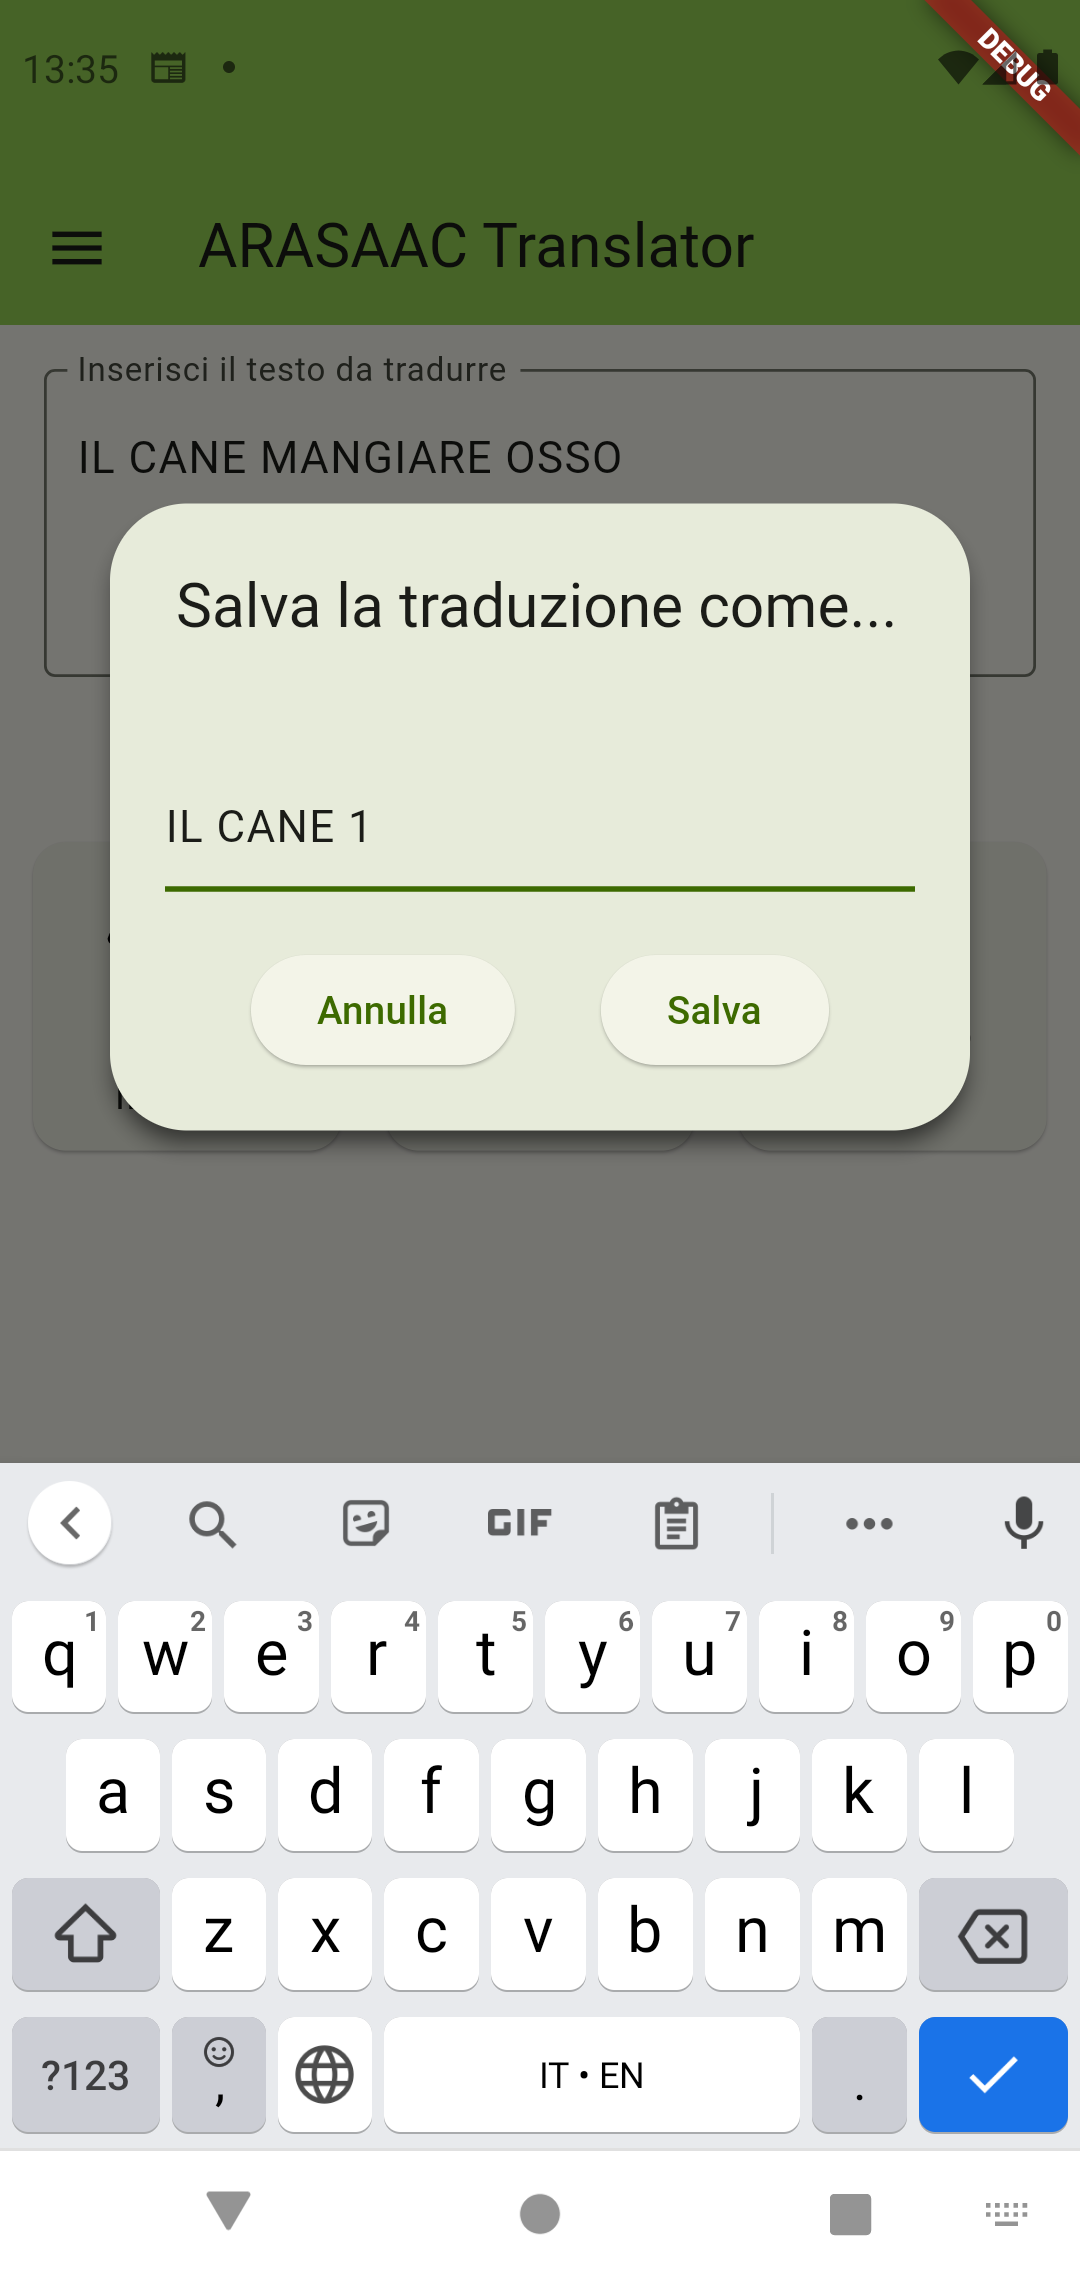 13:35
DEBUG
ARASAAC Translator
Inserisci il testo da tradurre
IL CANE MANGIARE OSSO
Salva la traduzione come...
IL CANE 1
Annulla Salva
GIF
1 2 3 4 5 6 7 8 9 0
q w e r t y u i o p
a s d f g h j k l
z x c v b n m
?123 , IT • EN .